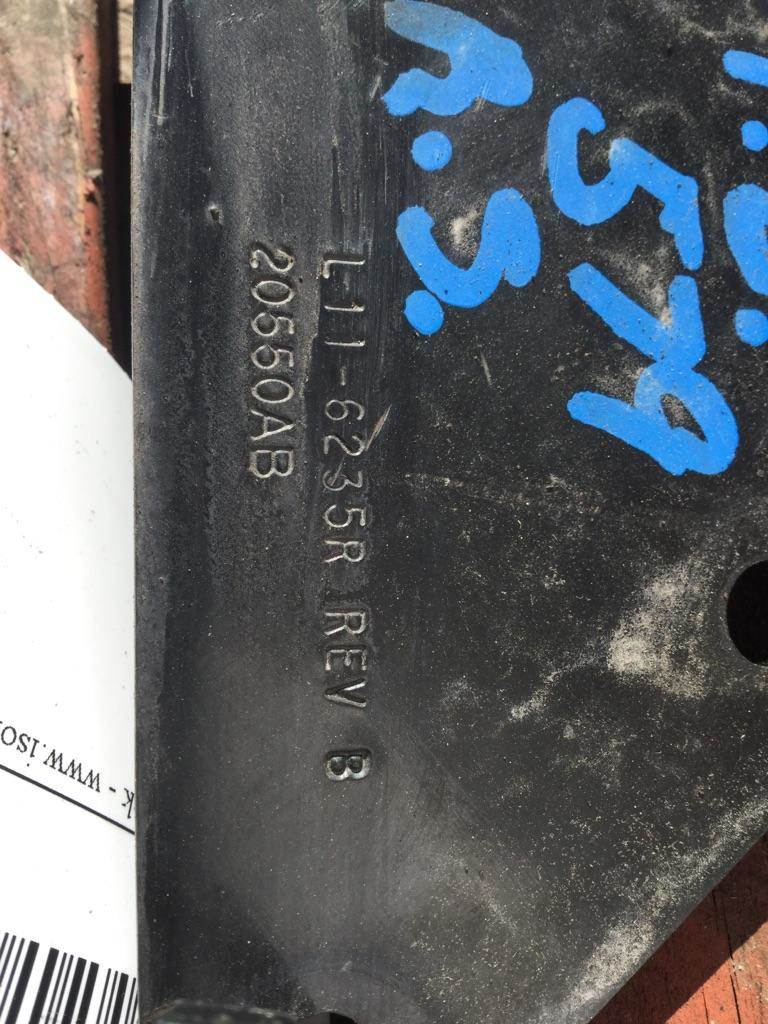 579
R.S.
L11-6235R REV B
20550AB
- www.iso